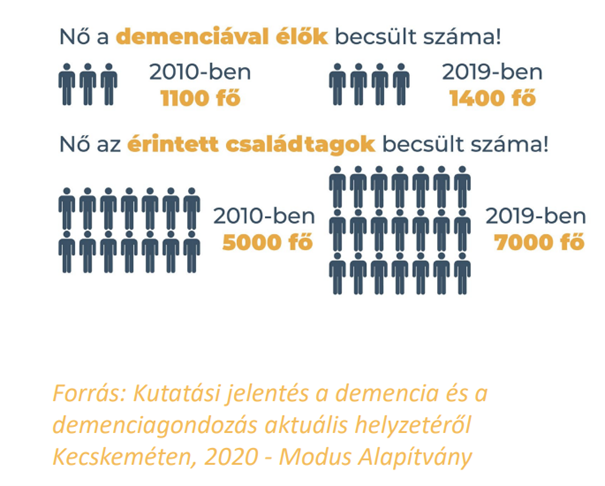 Nő a demenciával élők becsült száma!
2010-ben
1100 fő
2019-ben
1400 fő
Nő az érintett családtagok becsült száma!
2010-ben
5000 fő
2019-ben
7000 fő
Forrás: Kutatási jelentés a demencia és a
demenciagondozás aktuális helyzetéről
Kecskeméten, 2020 - Modus Alapítvány